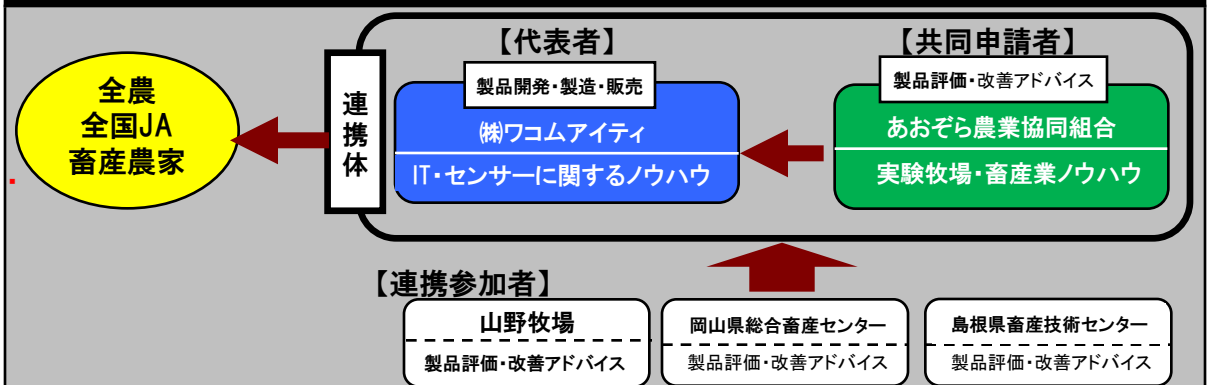 【代表者】
【共同申請者】
全農
全国JA
畜産農家
連携体
製品開発・製造・販売
㈱ワコムアイティ
IT・センサーに関するノウハウ
製品評価・改善アドバイス
あおぞら農業協同組合
実験牧場・畜産業ノウハウ
【連携参加者】
山野牧場
製品評価・改善アドバイス
岡山県総合畜産センター
製品評価・改善アドバイス
島根県畜産技術センター
製品評価・改善アドバイス